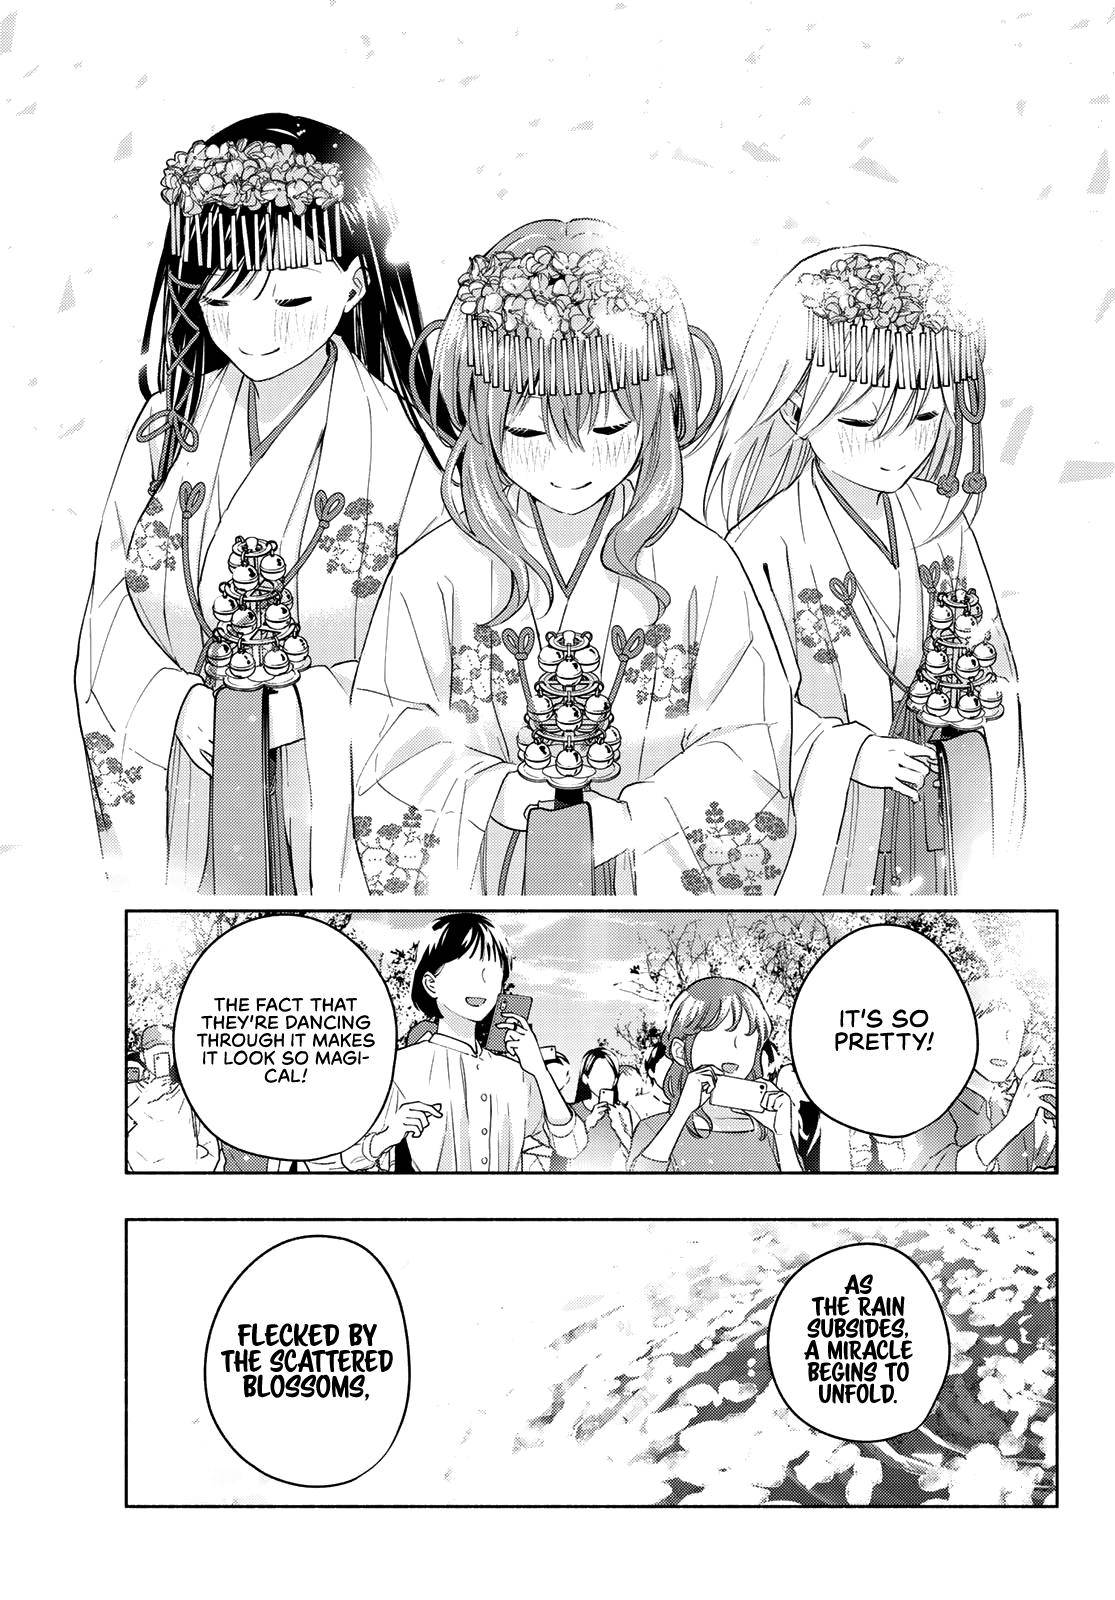 IT'S SO
PRETTY!
THE FACT THAT
THEY'RE DANCING
THROUGH IT MAKES
IT LOOK SO MAGI-
CAL!
AS
THE RAIN
SUBSIDES,
A MIRACLE
BEGINS TO
UNFOLD.
FLECKED BY
THE SCATTERED
BLOSSOMS,